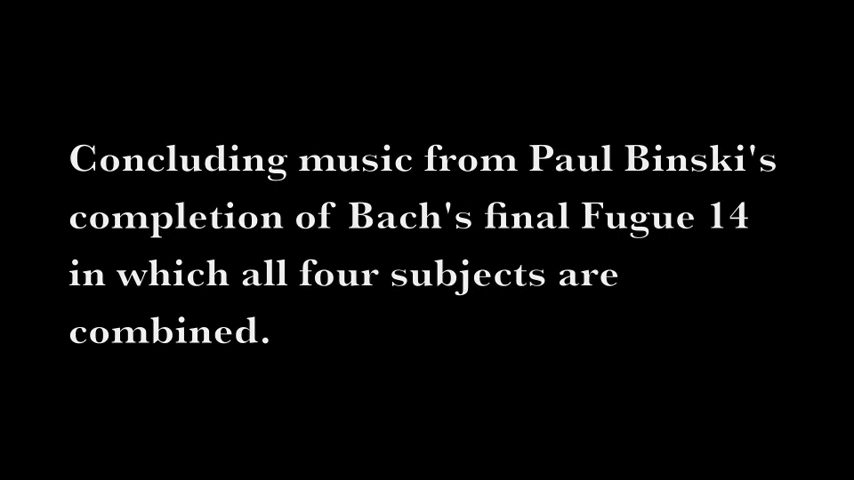 Concluding music from Paul Binski's
completion of Bach's final Fugue 14
in which all four subjects are
combined.